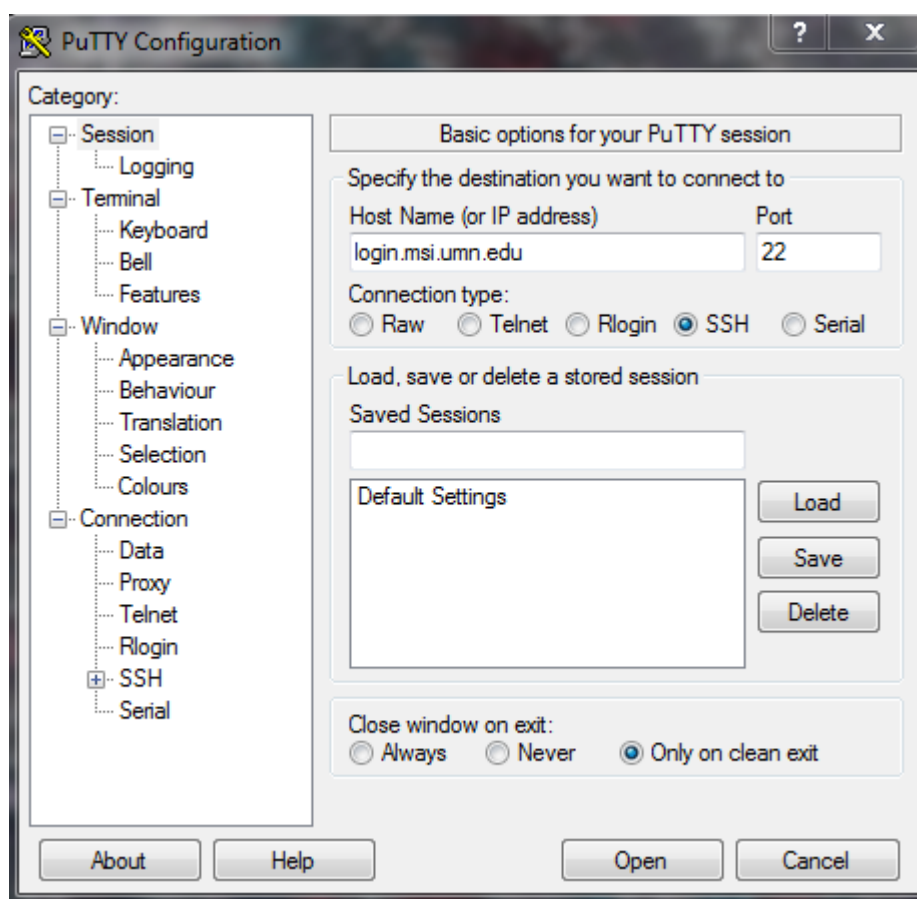 PuTTY Configuration
? x
Category:
Session
Logging
Terminal
Keyboard
Bell
Features
Window
Appearance
Behaviour
Translation
Selection
Colours
Connection
Data
Proxy
Telnet
Rlogin
SSH
Serial
Basic options for your PuTTY session
Specify the destination you want to connect to
Host Name (or IP address) Port
login.msi.umn.edu 22
Connection type:
Raw Telnet Rlogin SSH Serial
Load, save or delete a stored session
Saved Sessions
Default Settings
Load
Save
Delete
Close window on exit:
Always Never Only on clean exit
About Help Open Cancel